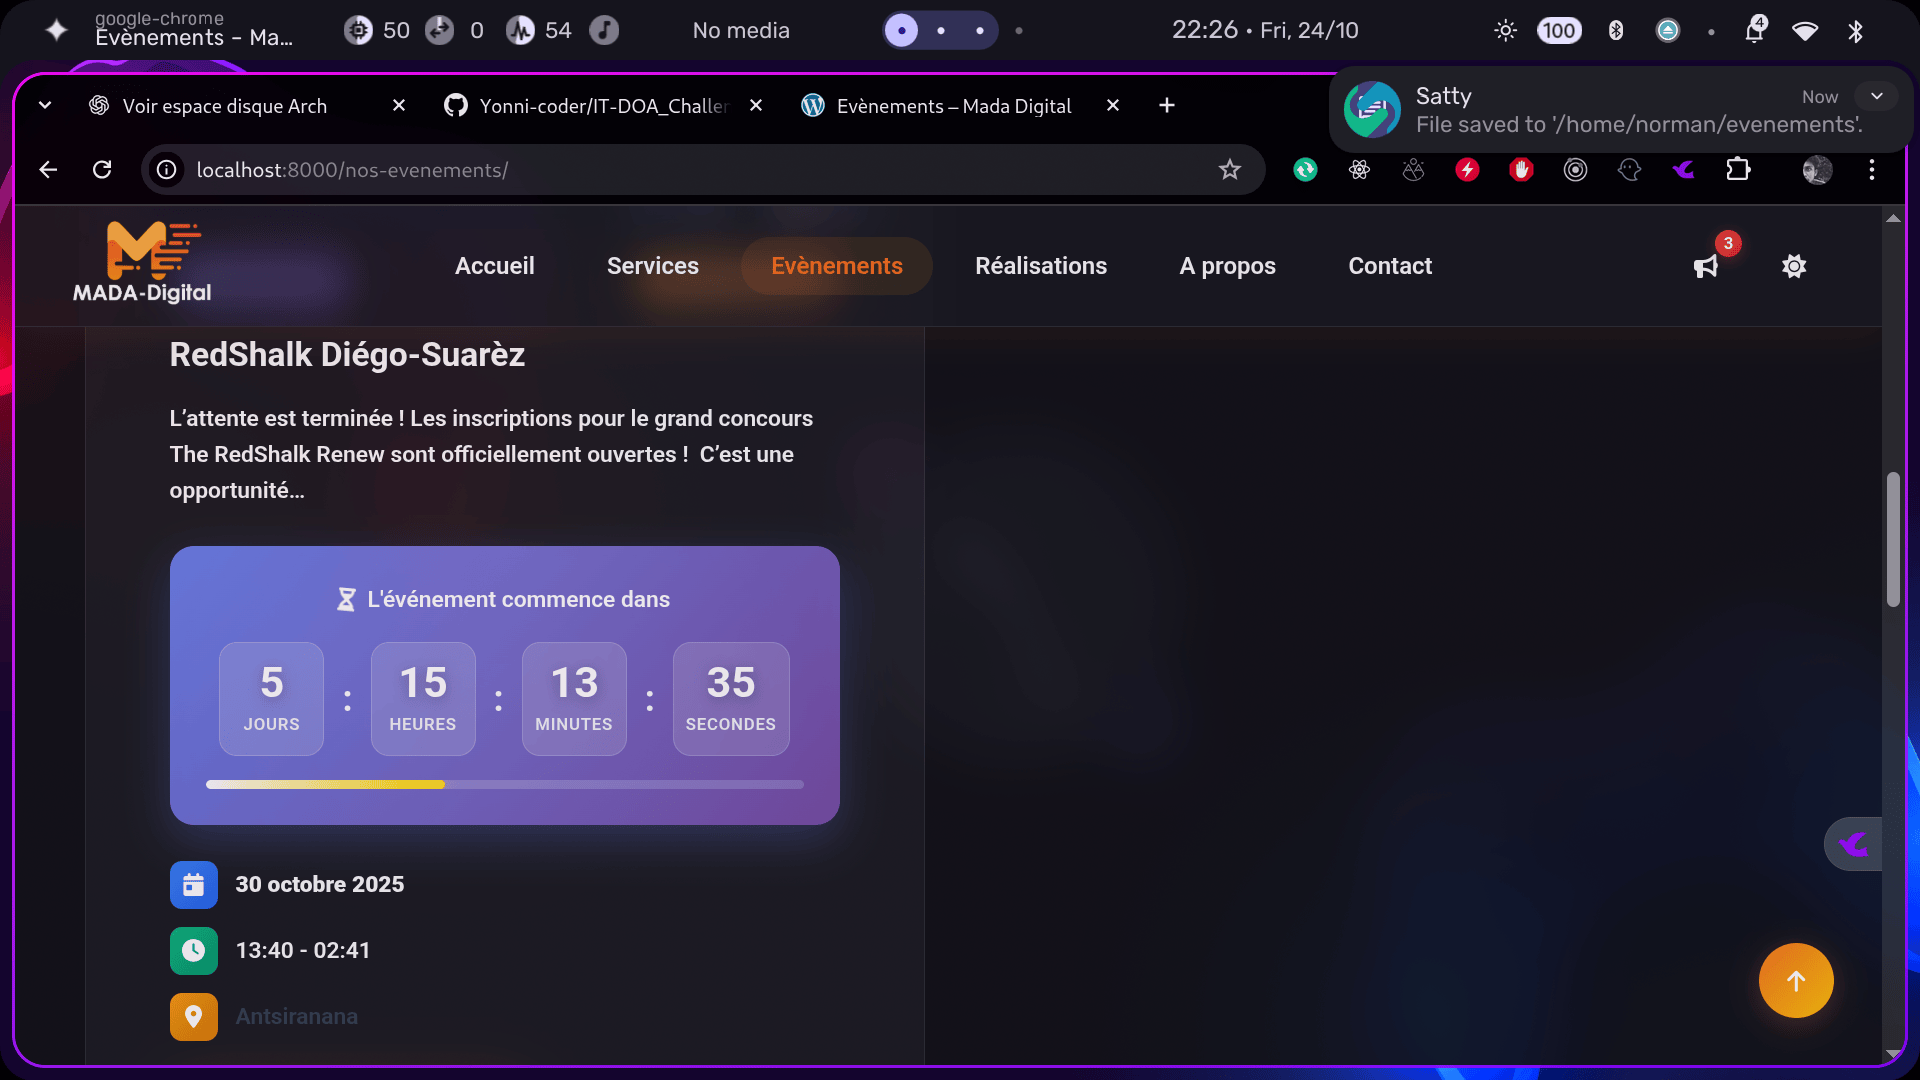 google-chrome
Evènements - Ma...
50
0
54
No media
22:26 • Fri, 24/10
100
4
Voir espace disque Arch
Yonni-coder/IT-DOA_Challer
Evènements – Mada Digital
Satty
Now
File saved to '/home/norman/evenements'.
localhost:8000/nos-evenements/
MADA-Digital
Accueil
Services
Evènements
Réalisations
A propos
Contact
3
RedShalk Diégo-Suarèz
L’attente est terminée ! Les inscriptions pour le grand concours
The RedShalk Renew sont officiellement ouvertes !  C’est une
opportunité…
L'événement commence dans
5 : 15 : 13 : 35
JOURS HEURES MINUTES SECONDES
30 octobre 2025
13:40 - 02:41
Antsiranana